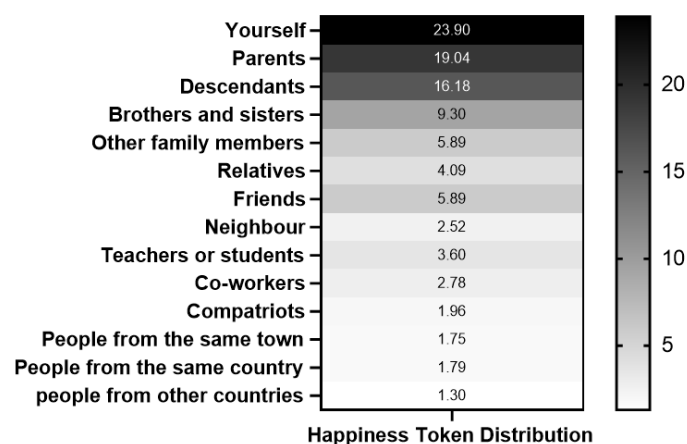 Yourself 23.90
Parents 19.04
Descendants 16.18
Brothers and sisters 9.30
Other family members 5.89
Relatives 4.09
Friends 5.89
Neighbour 2.52
Teachers or students 3.60
Co-workers 2.78
Compatriots 1.96
People from the same town 1.75
People from the same country 1.79
people from other countries 1.30
Happiness Token Distribution
20
15
10
5